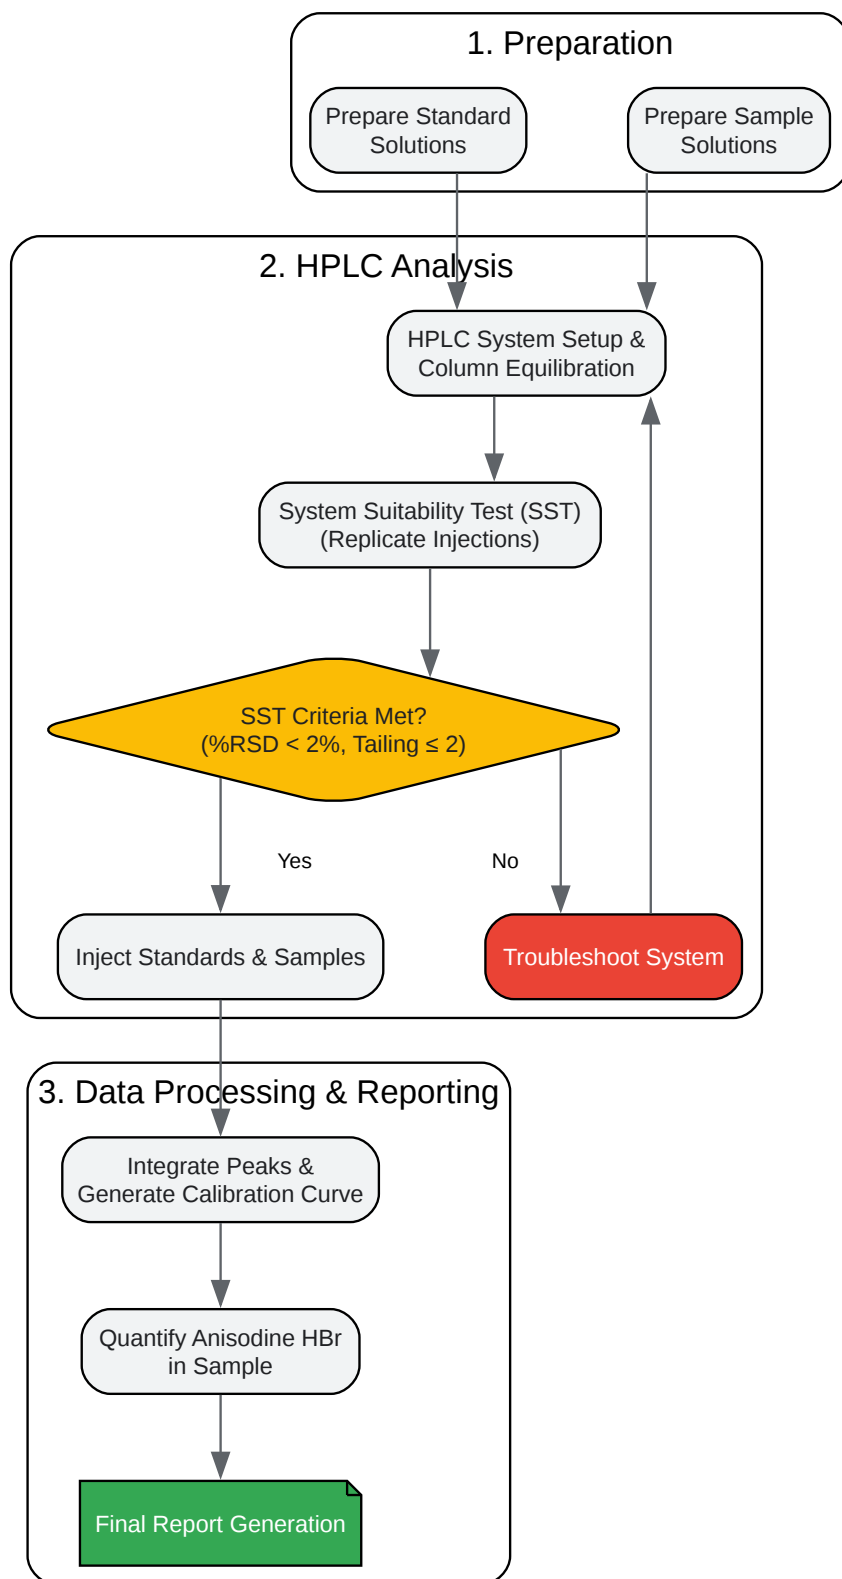 1. Preparation
Prepare Standard
Solutions
Prepare Sample
Solutions
2. HPLC Analysis
HPLC System Setup &
Column Equilibration
System Suitability Test (SST)
(Replicate Injections)
SST Criteria Met?
(%RSD < 2%, Tailing ≤ 2)
Yes
No
Inject Standards & Samples
Troubleshoot System
3. Data Processing & Reporting
Integrate Peaks &
Generate Calibration Curve
Quantify Anisodine HBr
in Sample
Final Report Generation